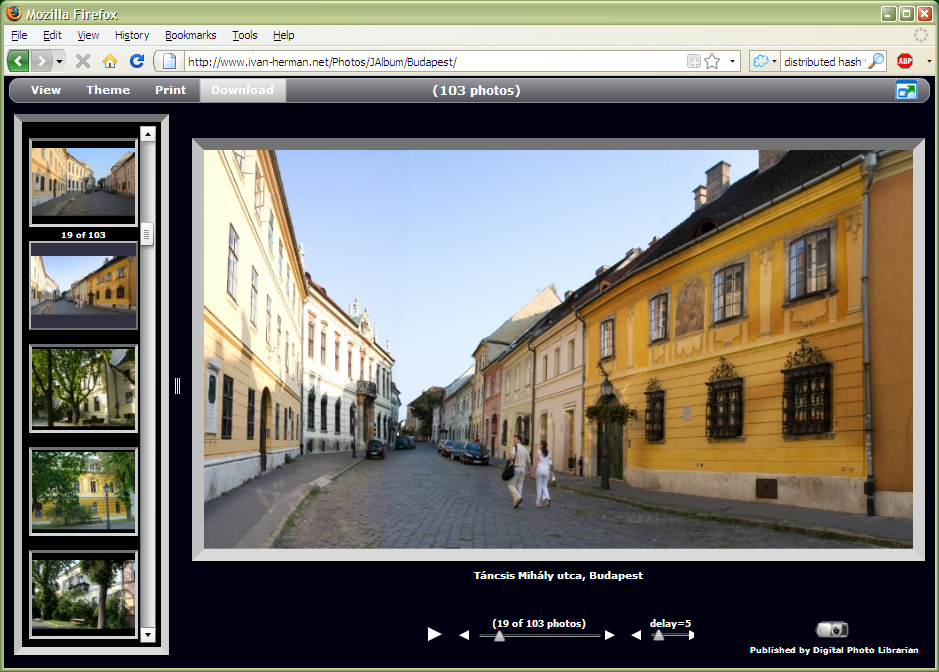 Mozilla Firefox
File Edit View History Bookmarks Tools Help
http://www.ivan-herman.net/Photos/JAlbum/Budapest/
distributed hash
ABP
View Theme Print Download (103 photos)
19 of 103
Táncsis Mihály utca, Budapest
(19 of 103 photos) delay=5
Published by Digital Photo Librarian